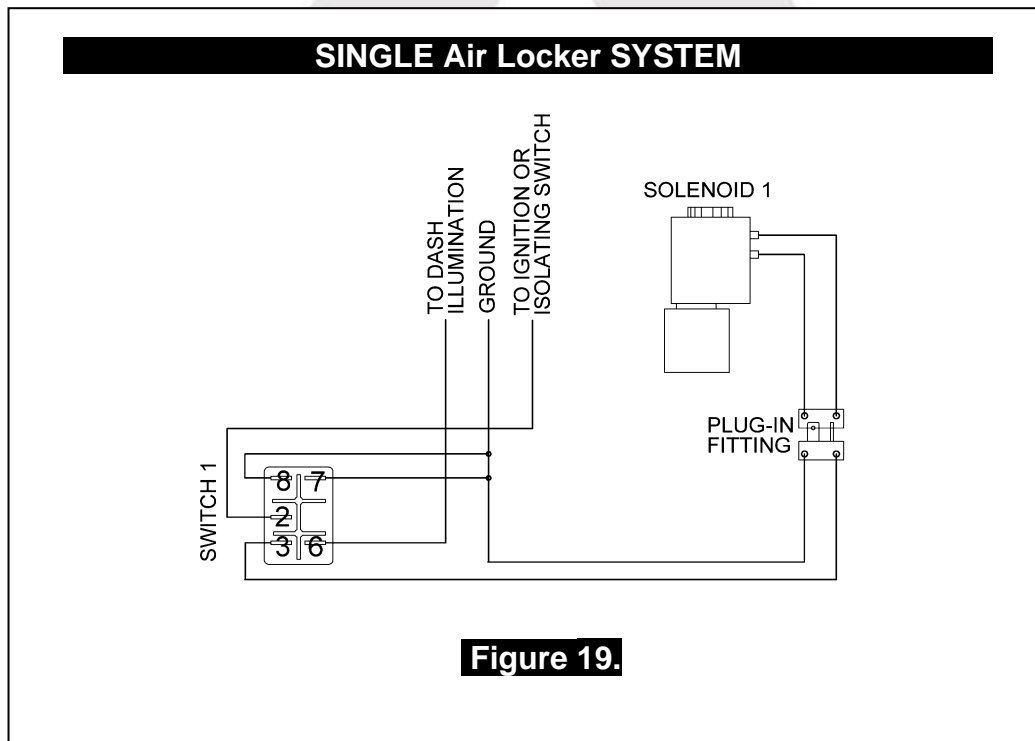 SINGLE Air Locker SYSTEM
TO DASH
ILLUMINATION
GROUND
TO IGNITION OR
ISOLATING SWITCH
SOLENOID 1
PLUG-IN
FITTING
SWITCH 1
8 7
2
3 6
Figure 19.